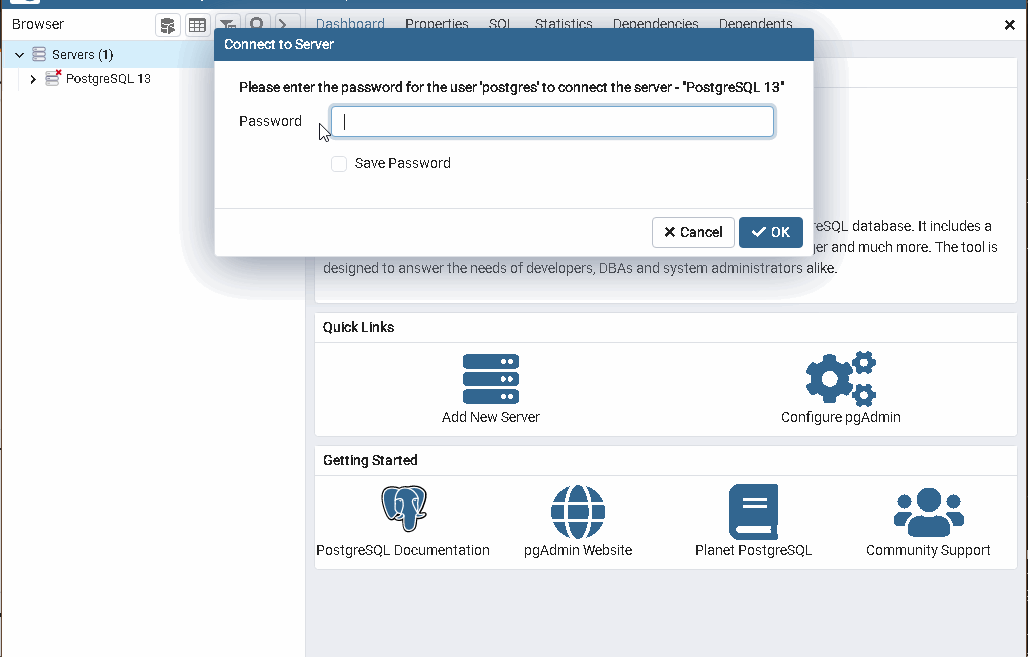 Browser
Dashboard Properties SQL Statistics Dependencies Dependents
Servers (1)
PostgreSQL 13
Connect to Server
Please enter the password for the user 'postgres' to connect the server - "PostgreSQL 13"
Password
Save Password
Cancel
OK
database. It includes a
and much more. The tool is
designed to answer the needs of developers, DBAs and system administrators alike.
Quick Links
Add New Server
Configure pgAdmin
Getting Started
PostgreSQL Documentation
pgAdmin Website
Planet PostgreSQL
Community Support